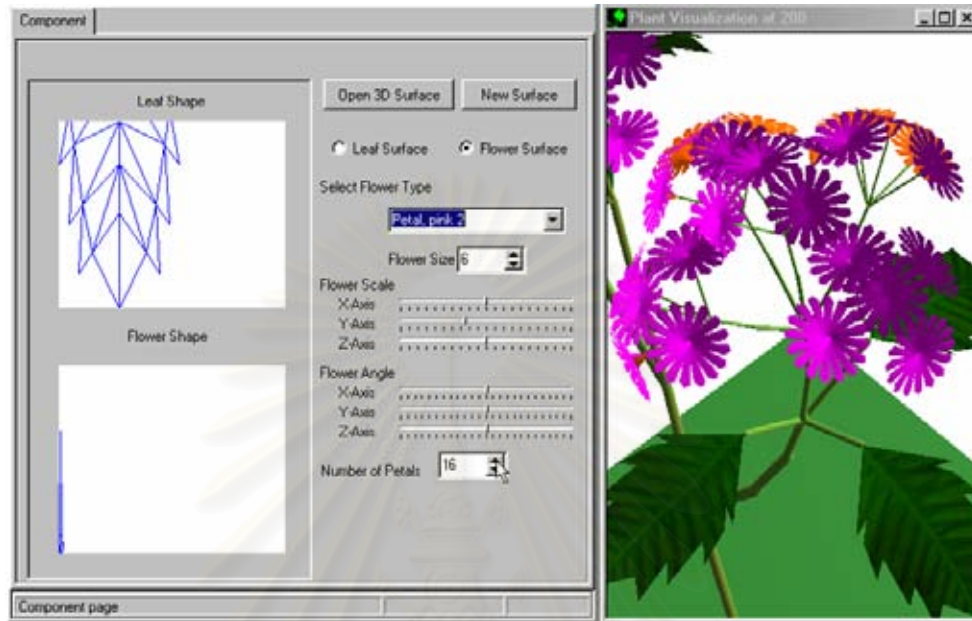 Component
Leaf Shape
Flower Shape
Open 3D Surface
New Surface
Leaf Surface
Flower Surface
Select Flower Type
Petal, pink 2
Flower Size 6
Flower Scale
X-Axis
Y-Axis
Z-Axis
Flower Angle
X-Axis
Y-Axis
Z-Axis
Number of Petals 16
Component page
Plant Visualization at 200